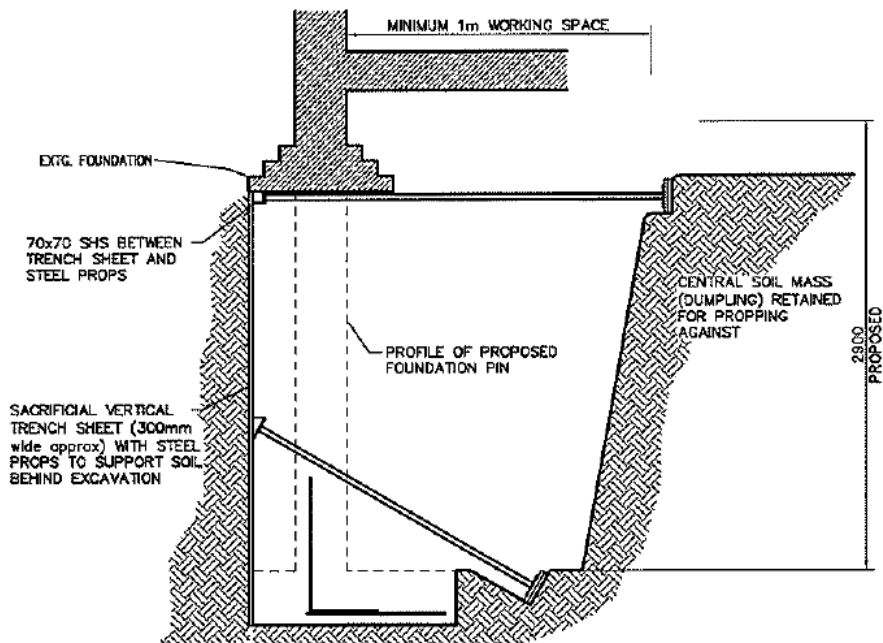 MINIMUM 1m WORKING SPACE
EXTG. FOUNDATION
70x70 SHS BETWEEN
TRENCH SHEET AND
STEEL PROPS
CENTRAL SOIL MASS
(DUMPLING) RETAINED
FOR PROPPING
AGAINST
2900
PROPOSED
PROFILE OF PROPOSED
FOUNDATION PIN
SACRIFICIAL VERTICAL
TRENCH SHEET (300mm
wide approx) WITH STEEL
PROPS TO SUPPORT SOIL
BEHIND EXCAVATION